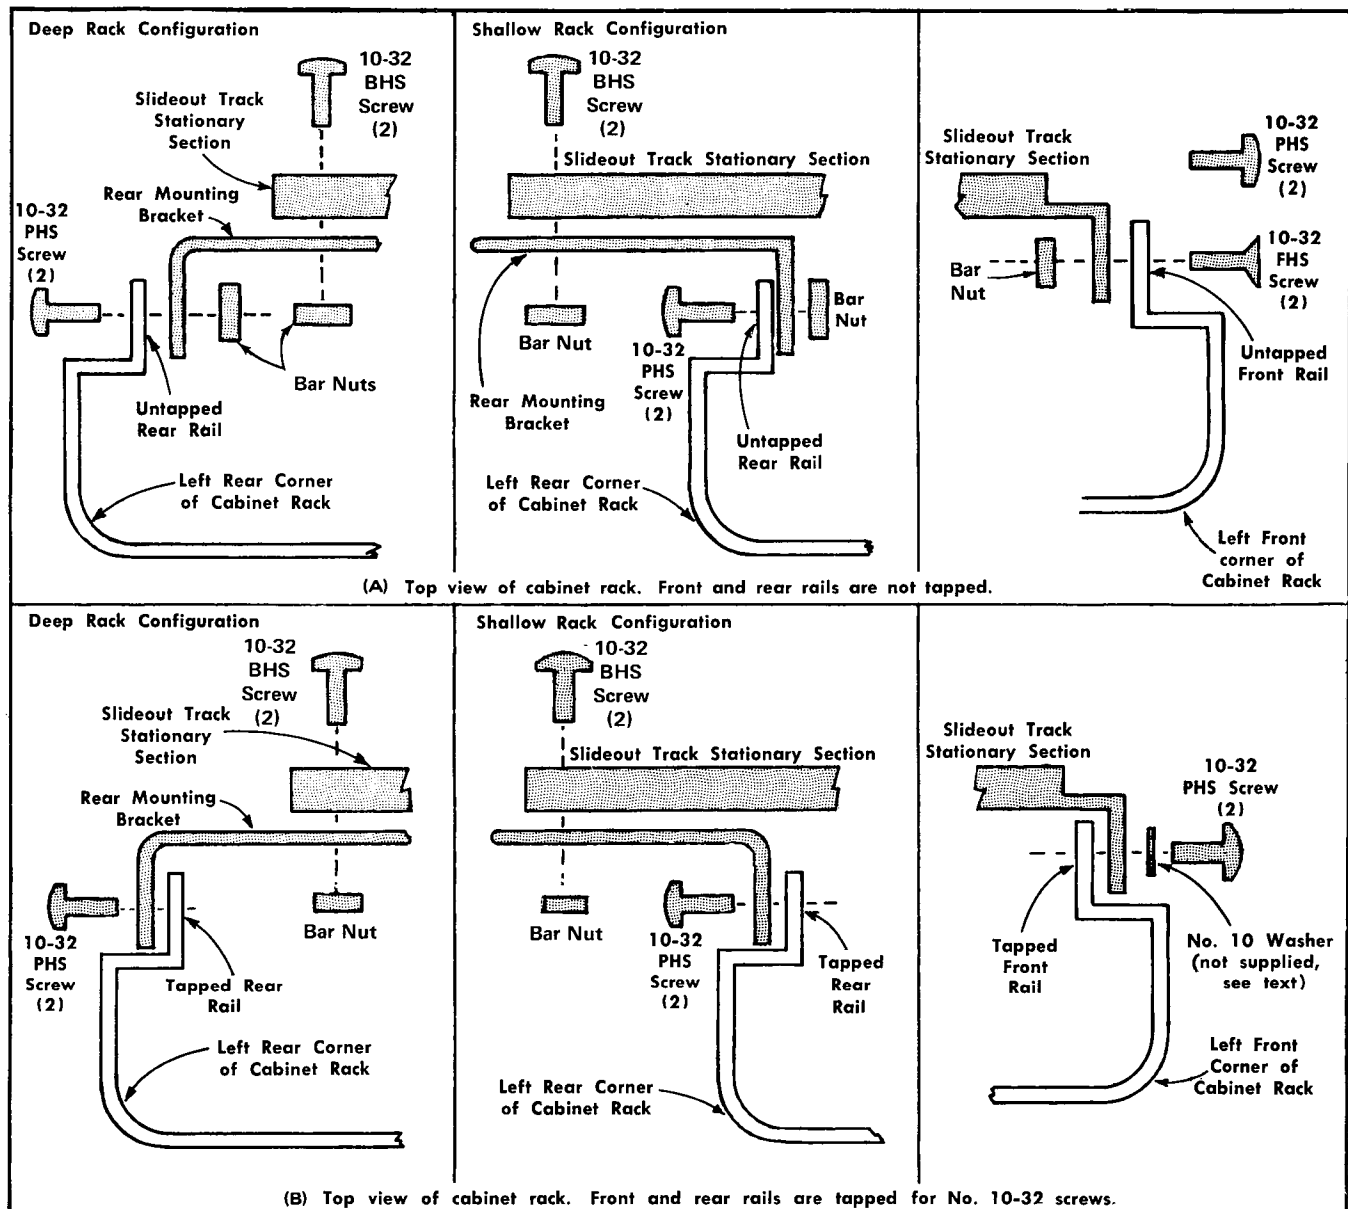 Deep Rack Configuration
10-32
BHS
Screw
(2)
Slideout Track
Stationary
Section
Rear Mounting
Bracket
10-32
PHS
Screw
(2)
Bar Nuts
Untapped
Rear Rail
Left Rear Corner
of Cabinet Rack
Shallow Rack Configuration
10-32
BHS
Screw
(2)
Slideout Track Stationary Section
Bar
Nut
Bar Nut
10-32
PHS
Screw
(2)
Rear Mounting
Bracket
Untapped
Rear Rail
Left Rear Corner
of Cabinet Rack
Slideout Track
Stationary Section
10-32
PHS
Screw
(2)
10-32
FHS
Screw
(2)
Bar
Nut
Untapped
Front Rail
Left Front
corner of
Cabinet Rack
(A) Top view of cabinet rack. Front and rear rails are not tapped.
Deep Rack Configuration
10-32
BHS
Screw
(2)
Slideout Track
Stationary
Section
Rear Mounting
Bracket
10-32
PHS
Screw
(2)
Bar Nut
Tapped Rear
Rail
Left Rear Corner
of Cabinet Rack
Shallow Rack Configuration
10-32
BHS
Screw
(2)
Slideout Track Stationary Section
Bar Nut
10-32
PHS
Screw
(2)
Tapped
Rear
Rail
Left Rear Corner
of Cabinet Rack
Slideout Track
Stationary Section
10-32
PHS Screw
(2)
Tapped
Front
Rail
No. 10 Washer
(not supplied,
see text)
Left Front
Corner of
Cabinet Rack
(B) Top view of cabinet rack. Front and rear rails are tapped for No. 10-32 screws.